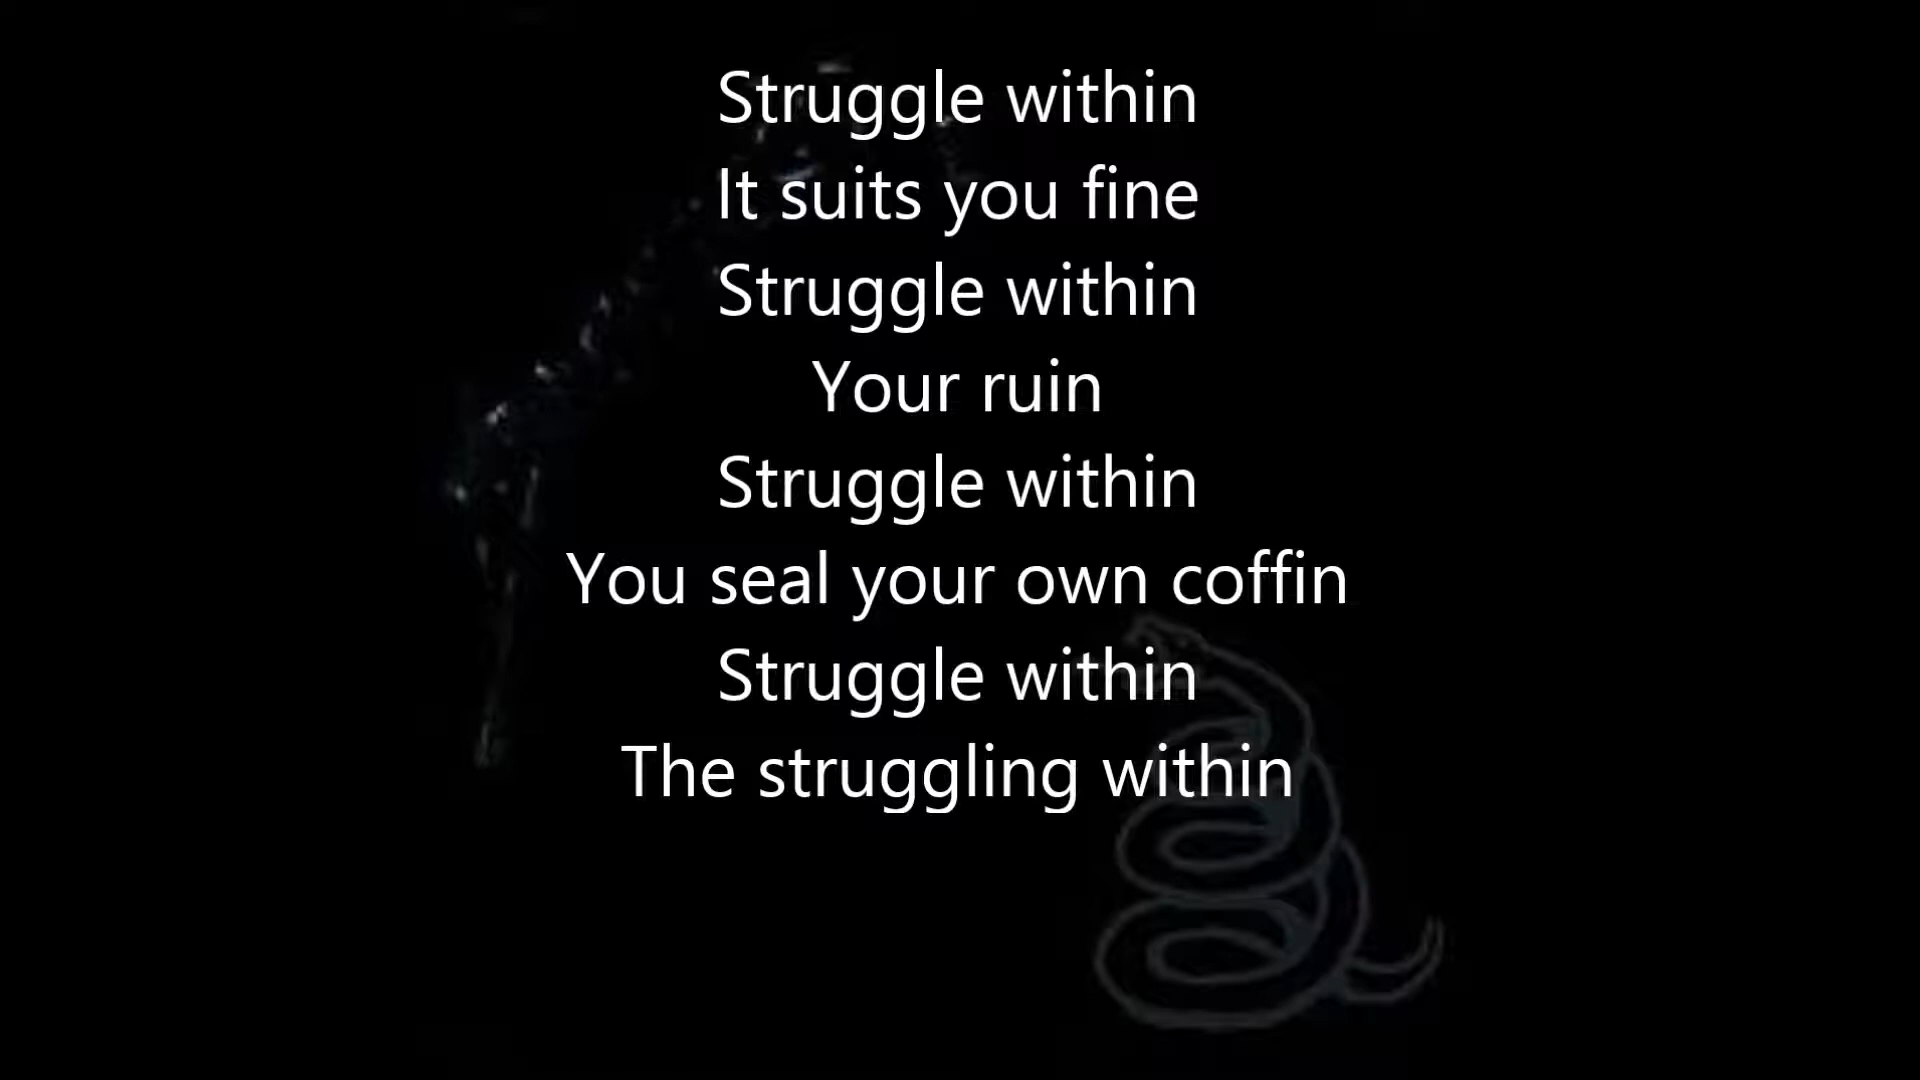 Struggle within
It suits you fine
Struggle within
Your ruin
Struggle within
You seal your own coffin
Struggle within
The struggling within